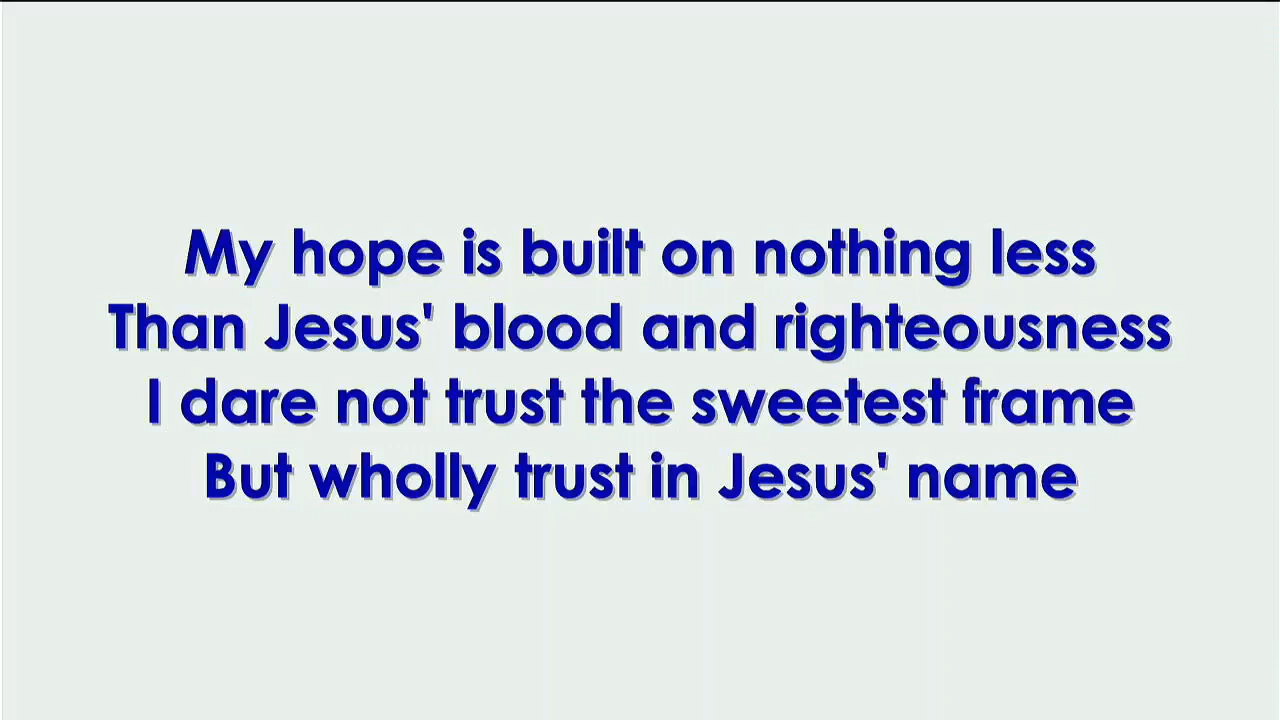 My hope is built on nothing less
Than Jesus' blood and righteousness
I dare not trust the sweetest frame
But wholly trust in Jesus' name